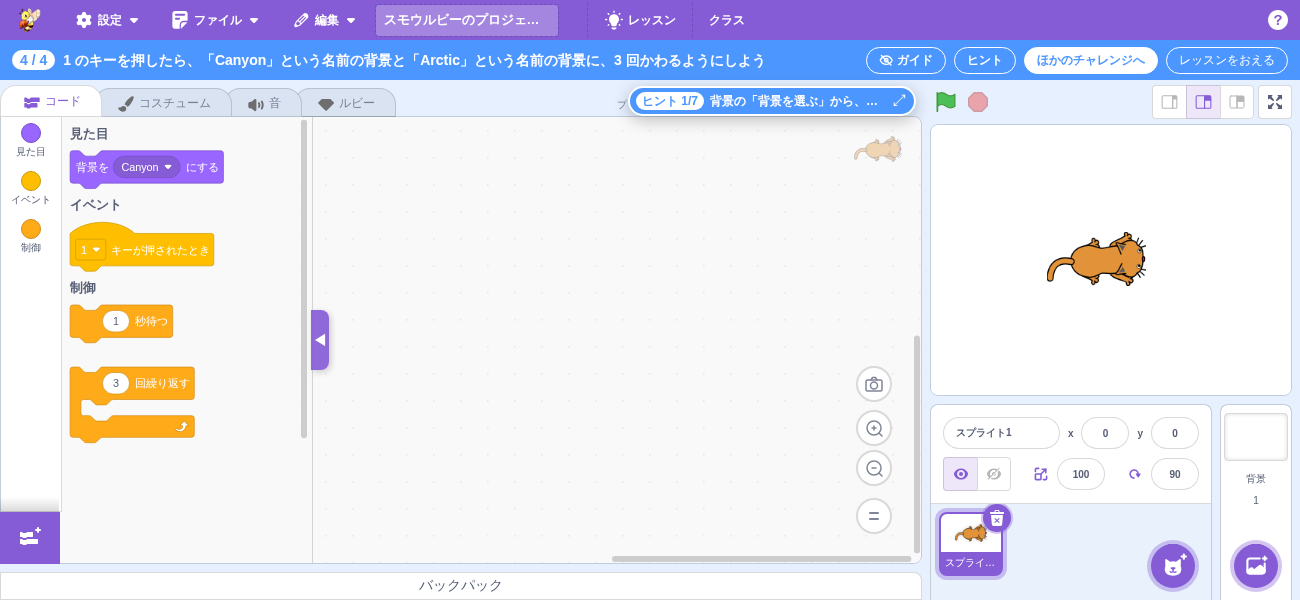 設定
ファイル
編集
スモウルビーのプロジェ…
レッスン
クラス
?
4 / 4
1 のキーを押したら、「Canyon」という名前の背景と「Arctic」という名前の背景に、3 回かわるようにしよう
ガイド
ヒント
ほかのチャレンジへ
レッスンをおえる
コード
コスチューム
音
ルビー
ヒント 1/7
背景の「背景を選ぶ」から、…
見た目
イベント
制御
見た目
背景を Canyon にする
イベント
1 キーが押されたとき
制御
1 秒待つ
3 回繰り返す
スプライト1
x 0
y 0
100
90
スプライ…
背景
1
バックパック